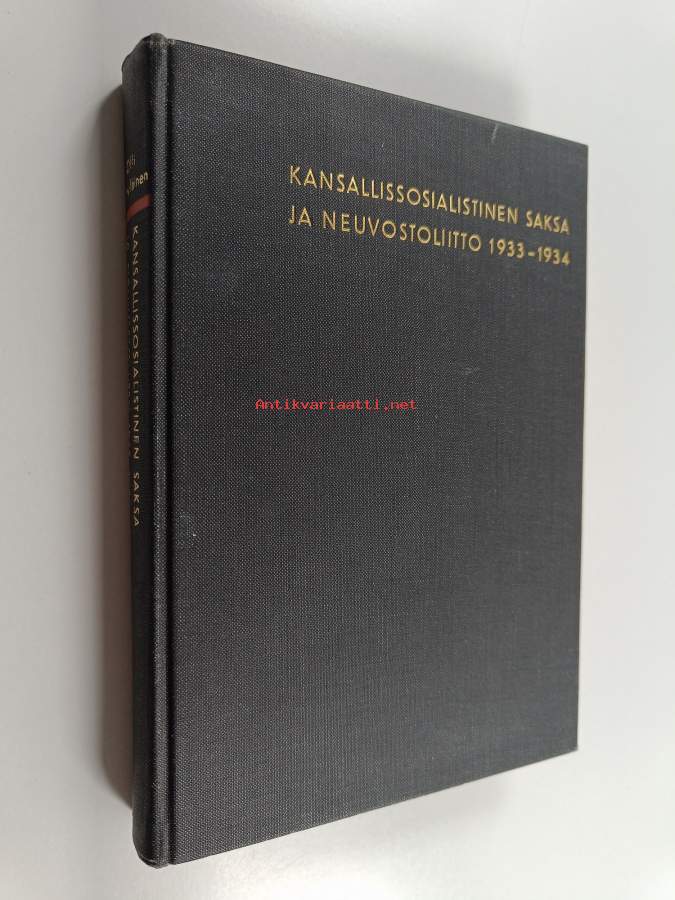 KANSALLISSOSIALISTINEN SAKSA
JA NEUVOSTOLIITTO 1933-1934
Antikvariaatti.net
KANSALLISSOSIALISTINEN SAKSA